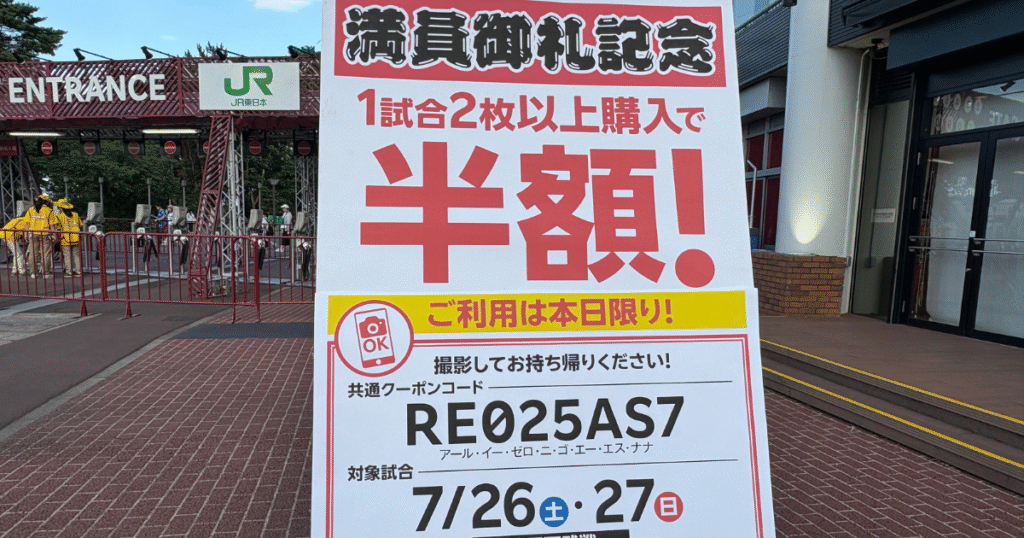 ENTRANCE
JR
JR東日本
満員御礼記念
1試合2枚以上購入で
半額!
ご利用は本日限り!
OK
撮影してお持ち帰りください!
共通クーポンコード
RE025AS7
アール・イー・ゼロ・ニ・ゴ・エー・エス・ナナ
対象試合
7/26土・27日